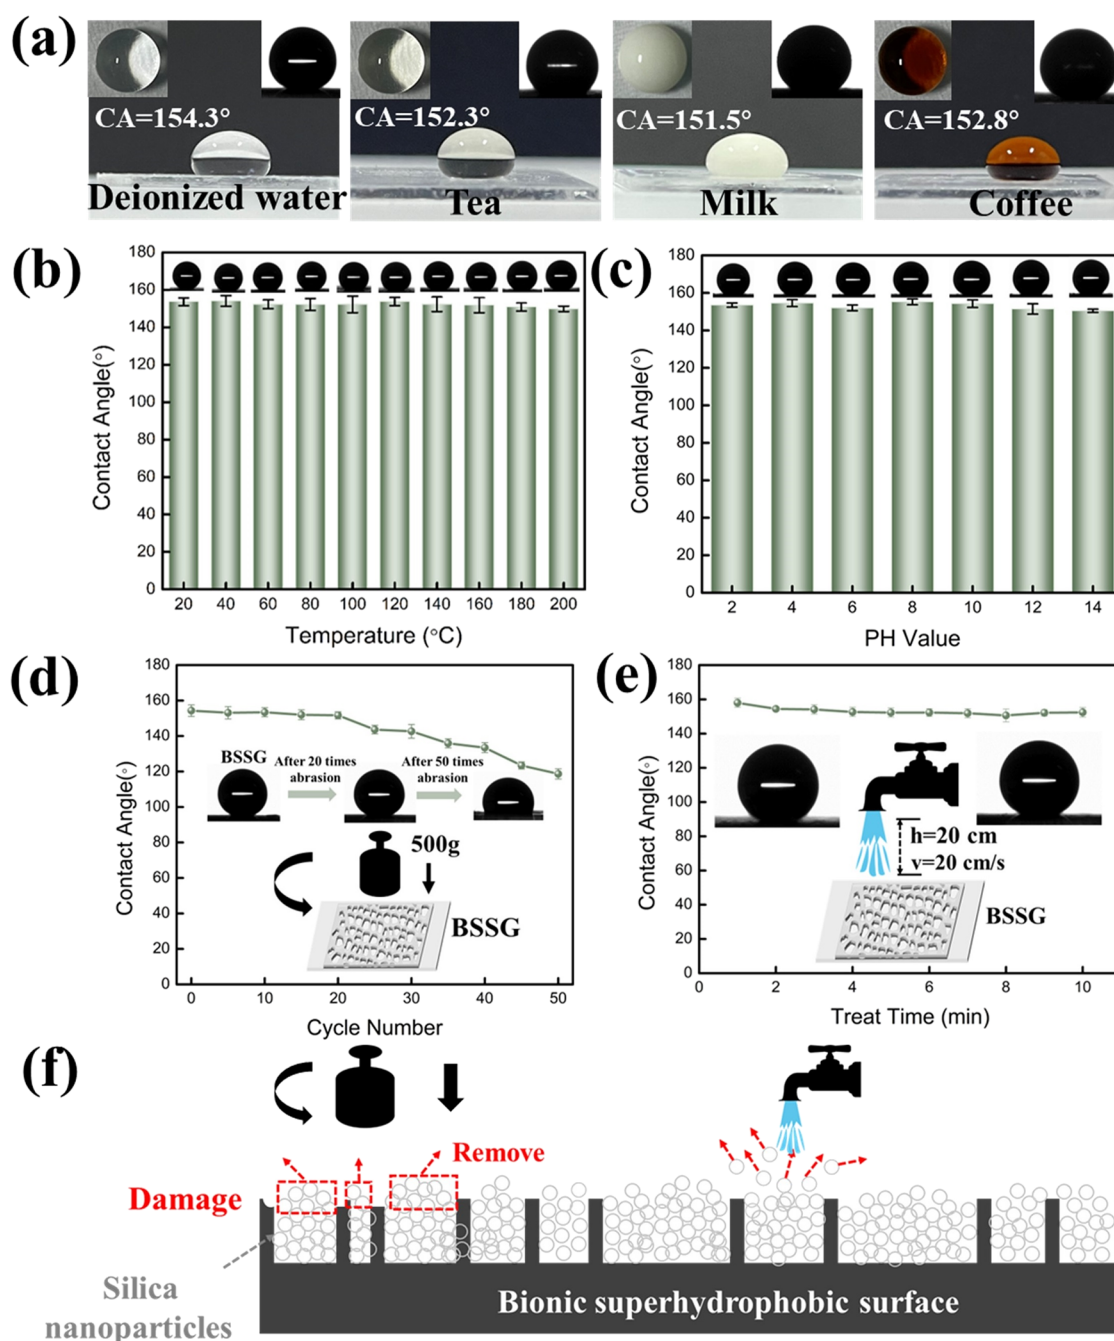 (a)
CA=154.3°
Deionized water
CA=152.3°
Tea
CA=151.5°
Milk
CA=152.8°
Coffee
(b)
180
160
140
120
100
80
60
40
20
0
Contact Angle(°)
20 40 60 80 100 120 140 160 180 200
Temperature (°C)
(c)
180
160
140
120
100
80
60
40
20
0
Contact Angle(°)
2 4 6 8 10 12 14
PH Value
(d)
180
160
140
120
100
80
60
40
20
0
Contact Angle(°)
BSSG
After 20 times
abrasion
After 50 times
abrasion
500g
BSSG
0 10 20 30 40 50
Cycle Number
(e)
180
160
140
120
100
80
60
40
20
0
Contact Angle(°)
h=20 cm
v=20 cm/s
BSSG
0 2 4 6 8 10
Treat Time (min)
(f)
Remove
Damage
Silica
nanoparticles
Bionic superhydrophobic surface